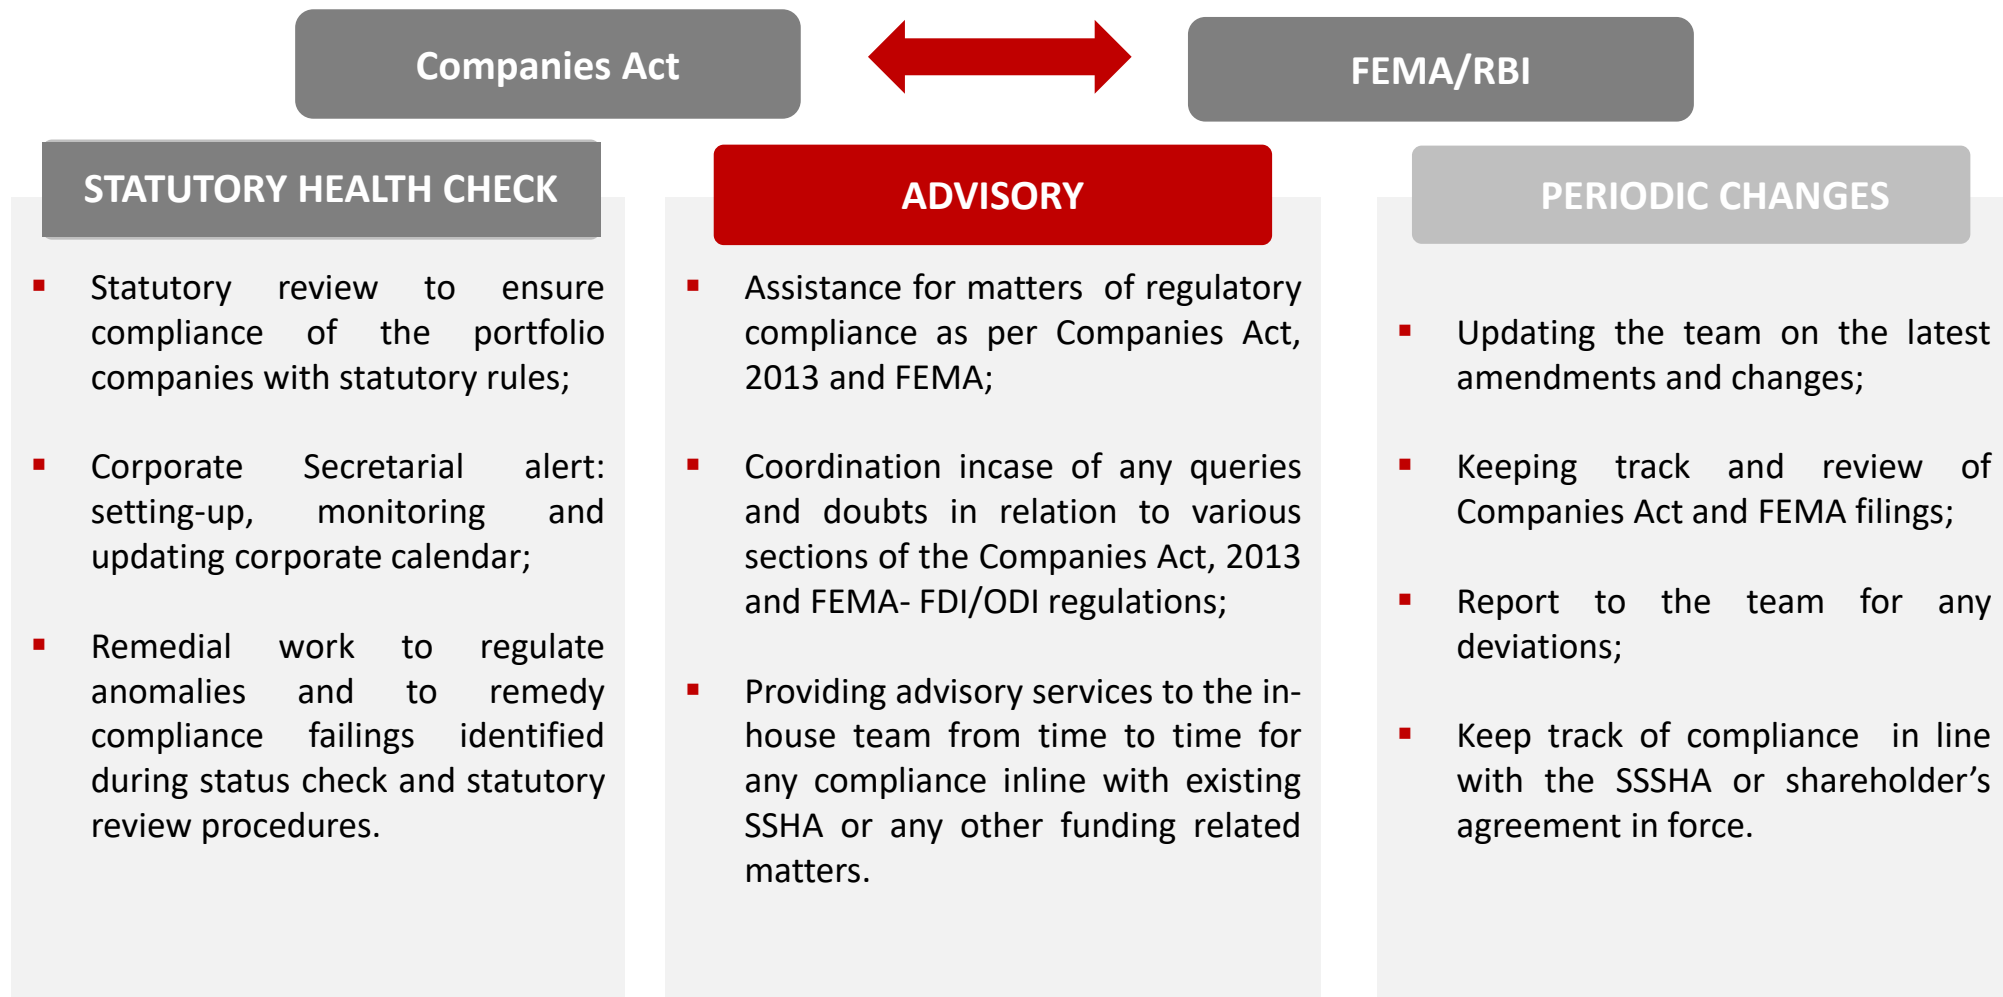 Companies Act
FEMA/RBI
STATUTORY HEALTH CHECK
▪ Statutory review to ensure
compliance of the portfolio
companies with statutory rules;
▪ Corporate Secretarial alert:
setting-up, monitoring and
updating corporate calendar;
▪ Remedial work to regulate
anomalies and to remedy
compliance failings identified
during status check and statutory
review procedures.
ADVISORY
▪ Assistance for matters of regulatory
compliance as per Companies Act,
2013 and FEMA;
▪ Coordination incase of any queries
and doubts in relation to various
sections of the Companies Act, 2013
and FEMA- FDI/ODI regulations;
▪ Providing advisory services to the in-
house team from time to time for
any compliance inline with existing
SSHA or any other funding related
matters.
PERIODIC CHANGES
▪ Updating the team on the latest
amendments and changes;
▪ Keeping track and review of
Companies Act and FEMA filings;
▪ Report to the team for any
deviations;
▪ Keep track of compliance in line
with the SSSHA or shareholder’s
agreement in force.